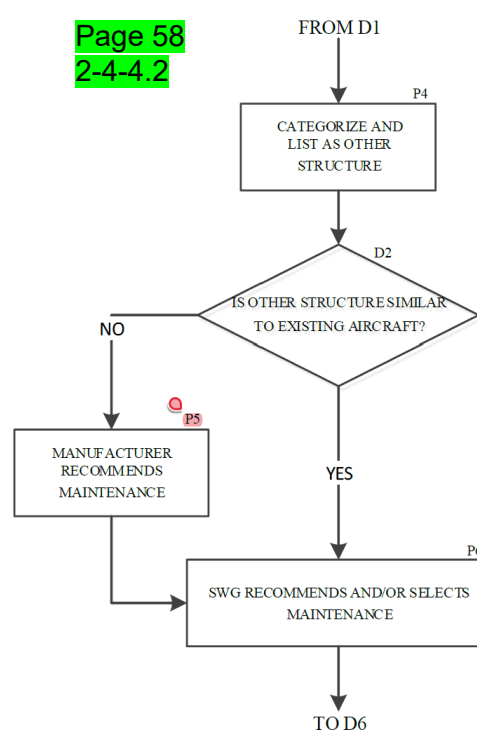 Page 58
2-4-4.2
FROM D1
P4
CATEGORIZE AND
LIST AS OTHER
STRUCTURE
D2
IS OTHER STRUCTURE SIMILAR
TO EXISTING AIRCRAFT?
NO
P5
MANUFACTURER
RECOMMENDS
MAINTENANCE
YES
P6
SWG RECOMMENDS AND/OR SELECTS
MAINTENANCE
TO D6